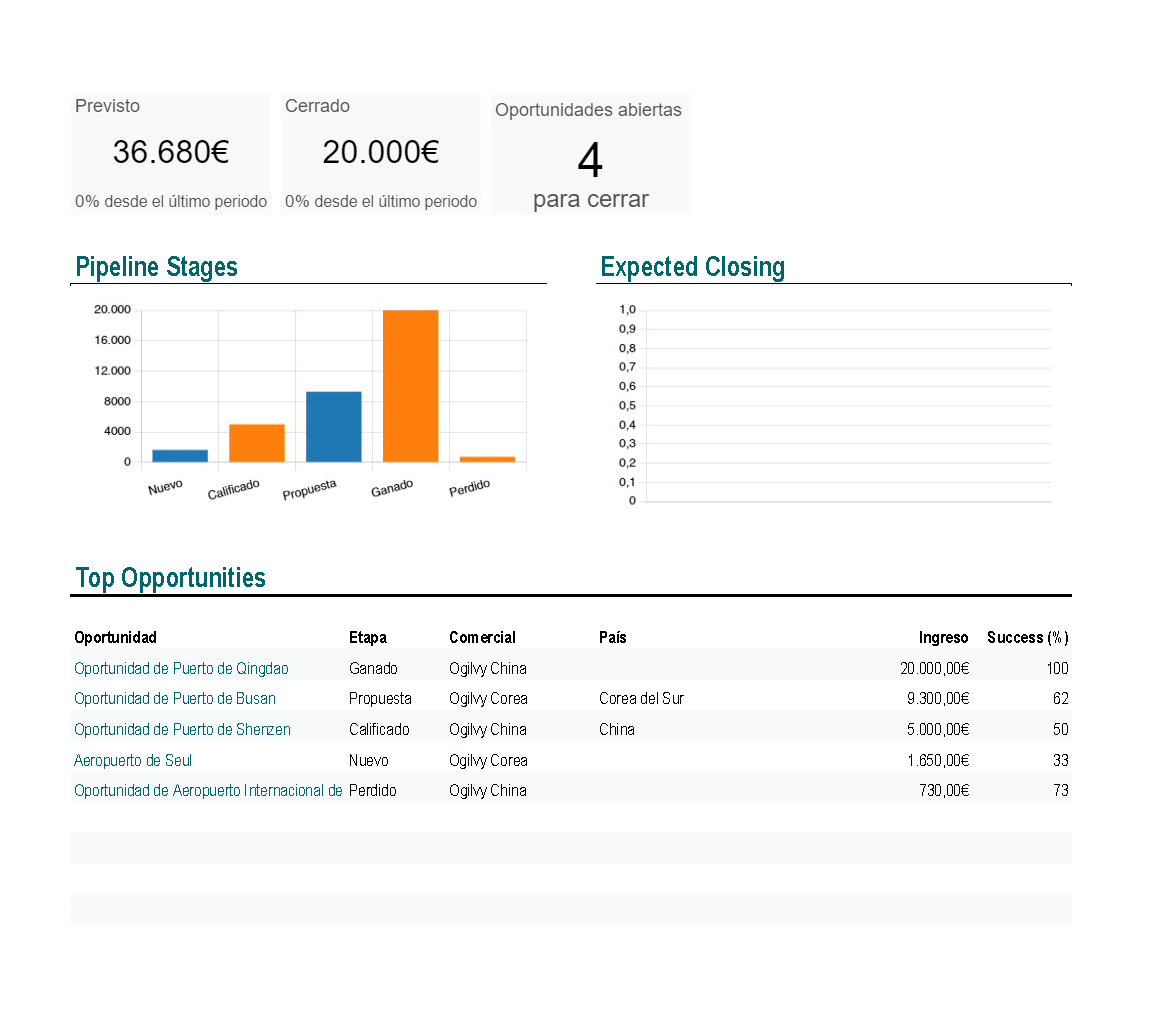 Previsto
36.680€
0% desde el último periodo
Cerrado
20.000€
0% desde el último periodo
Oportunidades abiertas
4
para cerrar
Pipeline Stages
20.000
16.000
12.000
8000
4000
0
Nuevo
Calificado
Propuesta
Ganado
Perdido
Expected Closing
1,0
0,9
0,8
0,7
0,6
0,5
0,4
0,3
0,2
0,1
0
Top Opportunities
Oportunidad Etapa Comercial País Ingreso Success (%)
Oportunidad de Puerto de Qingdao Ganado Ogilvy China 20.000,00€ 100
Oportunidad de Puerto de Busan Propuesta Ogilvy Corea Corea del Sur 9.300,00€ 62
Oportunidad de Puerto de Shenzen Calificado Ogilvy China China 5.000,00€ 50
Aeropuerto de Seul Nuevo Ogilvy Corea 1.650,00€ 33
Oportunidad de Aeropuerto Internacional de Perdido Ogilvy China 730,00€ 73